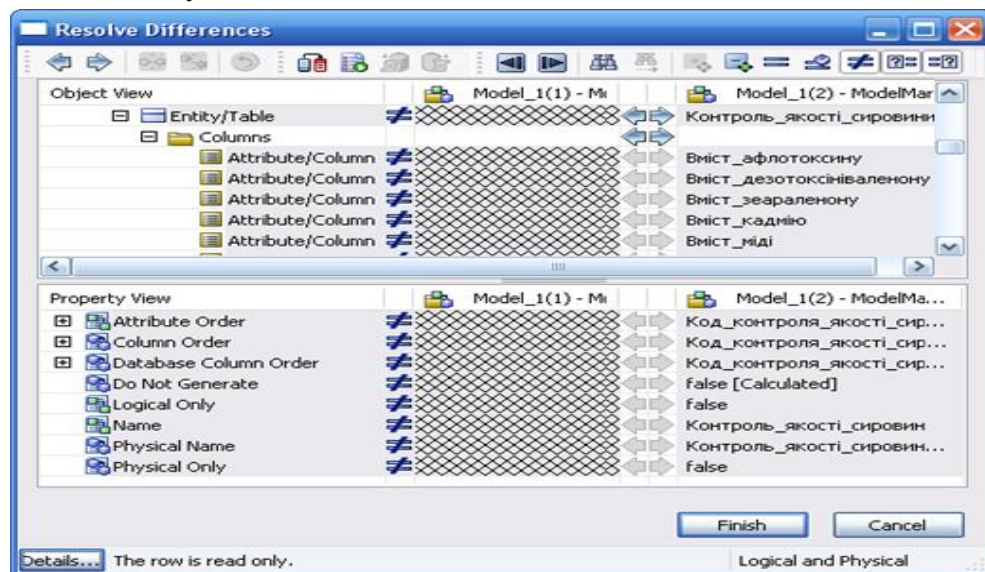 Resolve Differences
Object View Model_1(1) - Mo Model_1(2) - ModelMar
Entity/Table Контроль_якості_сировини
Columns
Attribute/Column Вміст_афлотоксину
Attribute/Column Вміст_дезотоксініваленону
Attribute/Column Вміст_зеараленону
Attribute/Column Вміст_кадмію
Attribute/Column Вміст_міді
Property View Model_1(1) - Mo Model_1(2) - ModelMa...
Attribute Order Код_контроля_якості_сир...
Column Order Код_контроля_якості_сир...
Database Column Order Код_контроля_якості_сир...
Do Not Generate false [Calculated]
Logical Only false
Name Контроль_якості_сировин
Physical Name Контроль_якості_сировин...
Physical Only false
Finish Cancel
Details... The row is read only. Logical and Physical